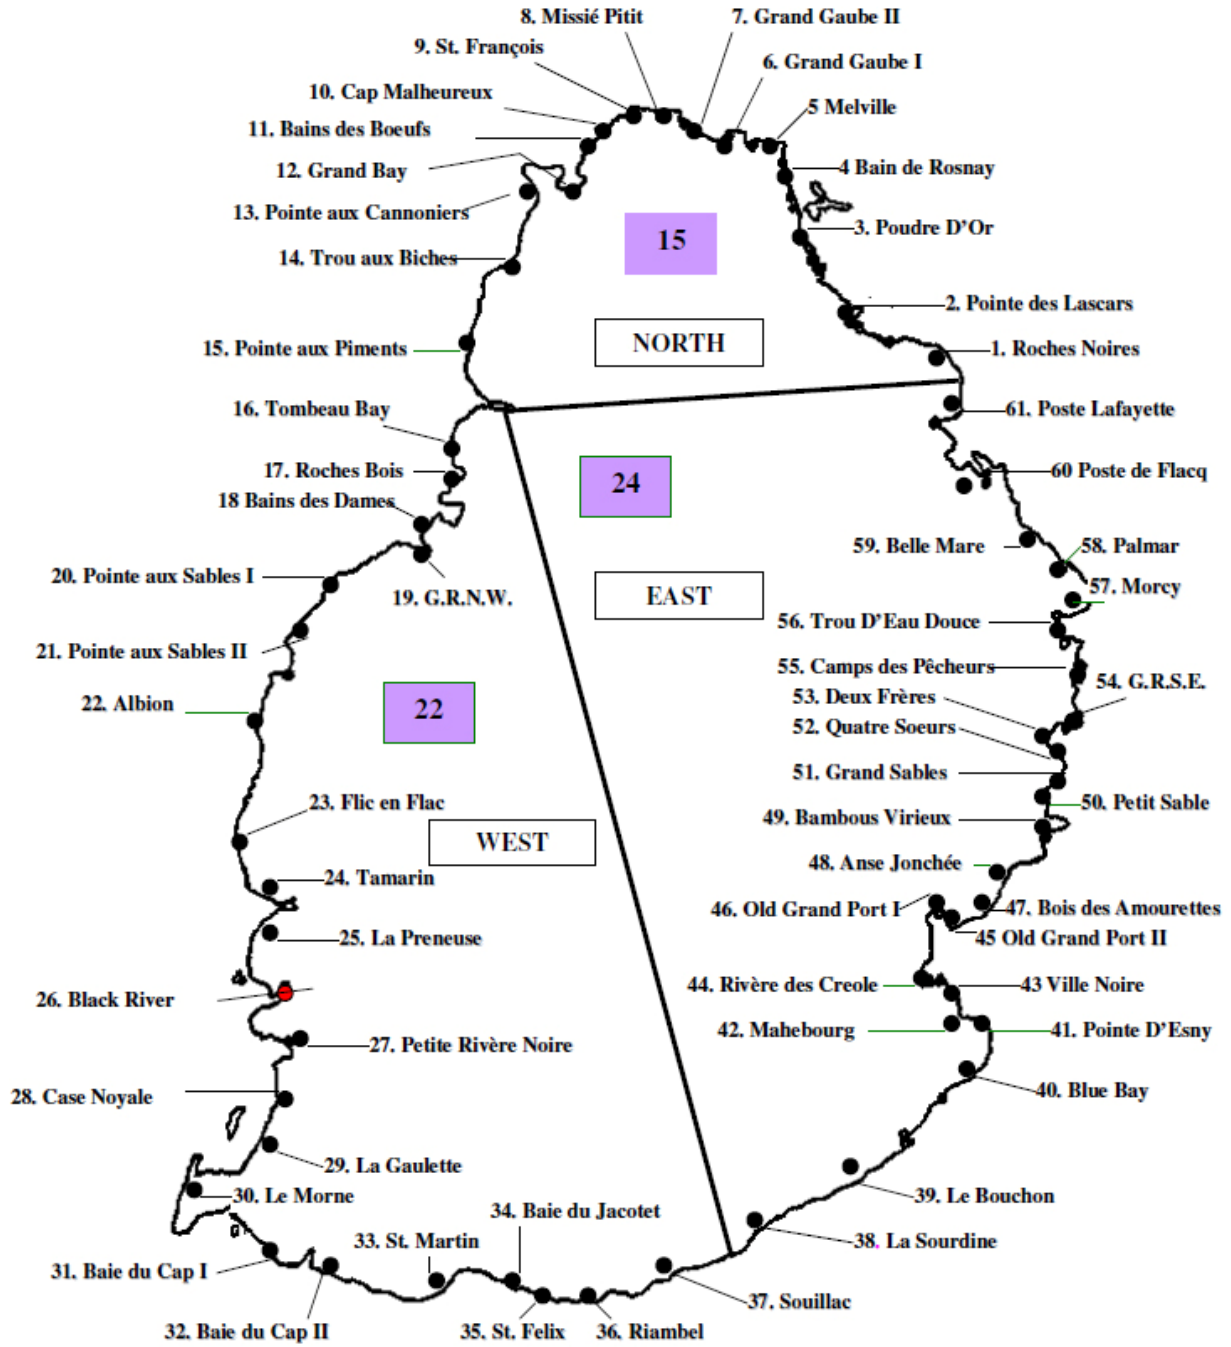 8. Missié Pitit
7. Grand Gaube II
9. St. François
6. Grand Gaube I
10. Cap Malheureux
5 Melville
11. Bains des Boeufs
12. Grand Bay
4 Bain de Rosnay
13. Pointe aux Cannoniers
3. Poudre D'Or
15
14. Trou aux Biches
2. Pointe des Lascars
NORTH
15. Pointe aux Piments
1. Roches Noires
16. Tombeau Bay
61. Poste Lafayette
17. Roches Bois
60 Poste de Flacq
24
18 Bains des Dames
59. Belle Mare
58. Palmar
20. Pointe aux Sables I
57. Morcy
19. G.R.N.W.
EAST
56. Trou D'Eau Douce
21. Pointe aux Sables II
55. Camps des Pêcheurs
54. G.R.S.E.
53. Deux Frères
22. Albion
22
52. Quatre Soeurs
51. Grand Sables
23. Flic en Flac
50. Petit Sable
49. Bambous Virieux
WEST
48. Anse Jonchée
24. Tamarin
46. Old Grand Port I
47. Bois des Amourettes
25. La Preneuse
45 Old Grand Port II
44. Rivère des Creole
43 Ville Noire
26. Black River
42. Mahebourg
41. Pointe D'Esny
27. Petite Rivère Noire
40. Blue Bay
28. Case Noyale
29. La Gaulette
30. Le Morne
39. Le Bouchon
34. Baie du Jacotet
33. St. Martin
38. La Sourdine
31. Baie du Cap I
37. Souillac
32. Baie du Cap II
35. St. Felix
36. Riambel